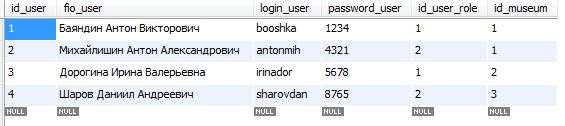 id_user fio_user login_user password_user id_user_role id_museum
1 Баяндин Антон Викторович booshka 1234 1 1
2 Михайлишин Антон Александрович antonmih 4321 2 1
3 Дорогина Ирина Валерьевна irinador 5678 1 2
4 Шаров Даниил Андреевич sharovdan 8765 2 3
NULL NULL NULL NULL NULL NULL